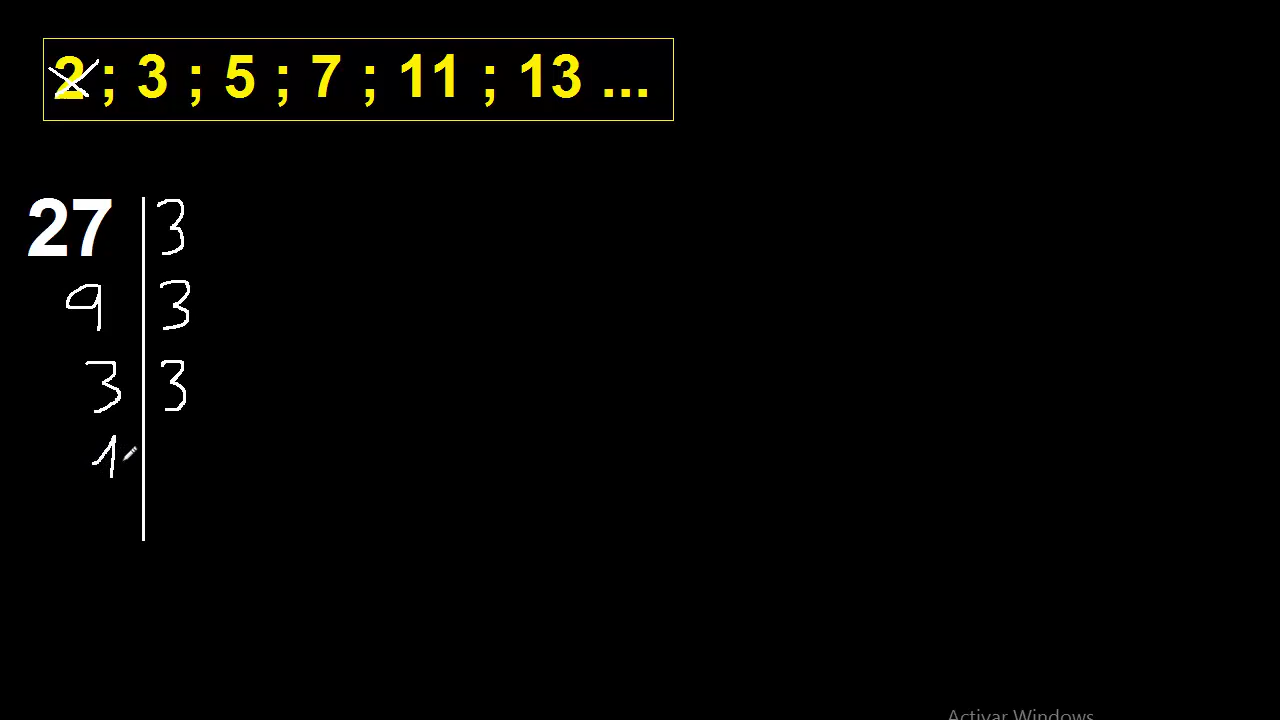 2 ; 3 ; 5 ; 7 ; 11 ; 13 ...
27 3
9 3
3 3
1
Activar Windows